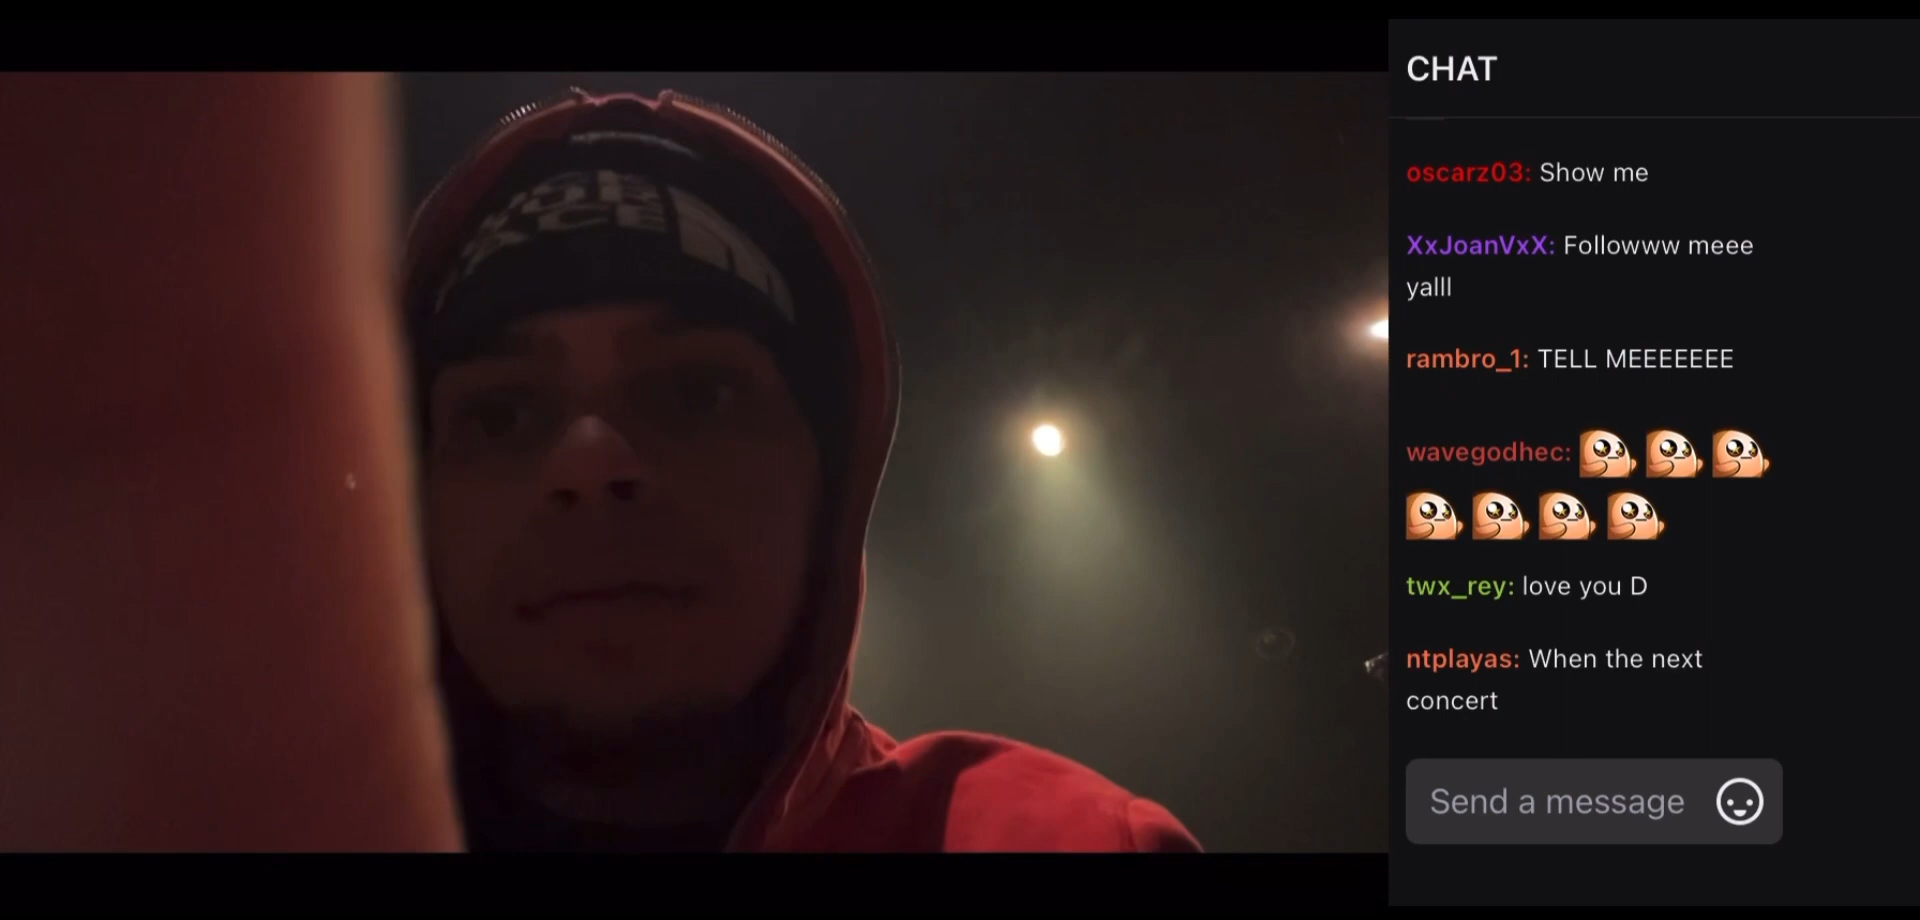 CHAT
oscarz03: Show me
XxJoanVxX: Followww meee
yalll
rambro_1: TELL MEEEEEEE
wavegodhec:
twx_rey: love you D
ntplayas: When the next
concert
Send a message